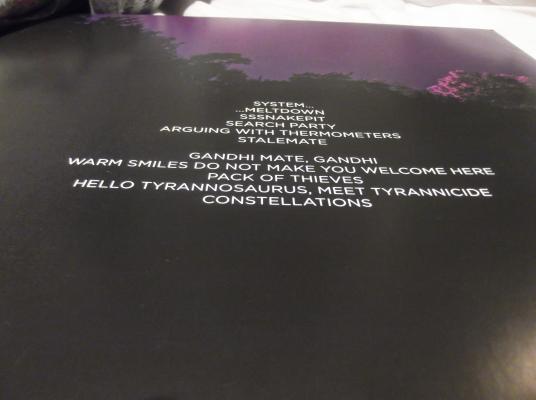 SYSTEM...
...MELTDOWN
SSSNAKEPIT
SEARCH PARTY
ARGUING WITH THERMOMETERS
STALEMATE
GANDHI MATE, GANDHI
WARM SMILES DO NOT MAKE YOU WELCOME HERE
PACK OF THIEVES
HELLO TYRANNOSAURUS, MEET TYRANNICIDE
CONSTELLATIONS